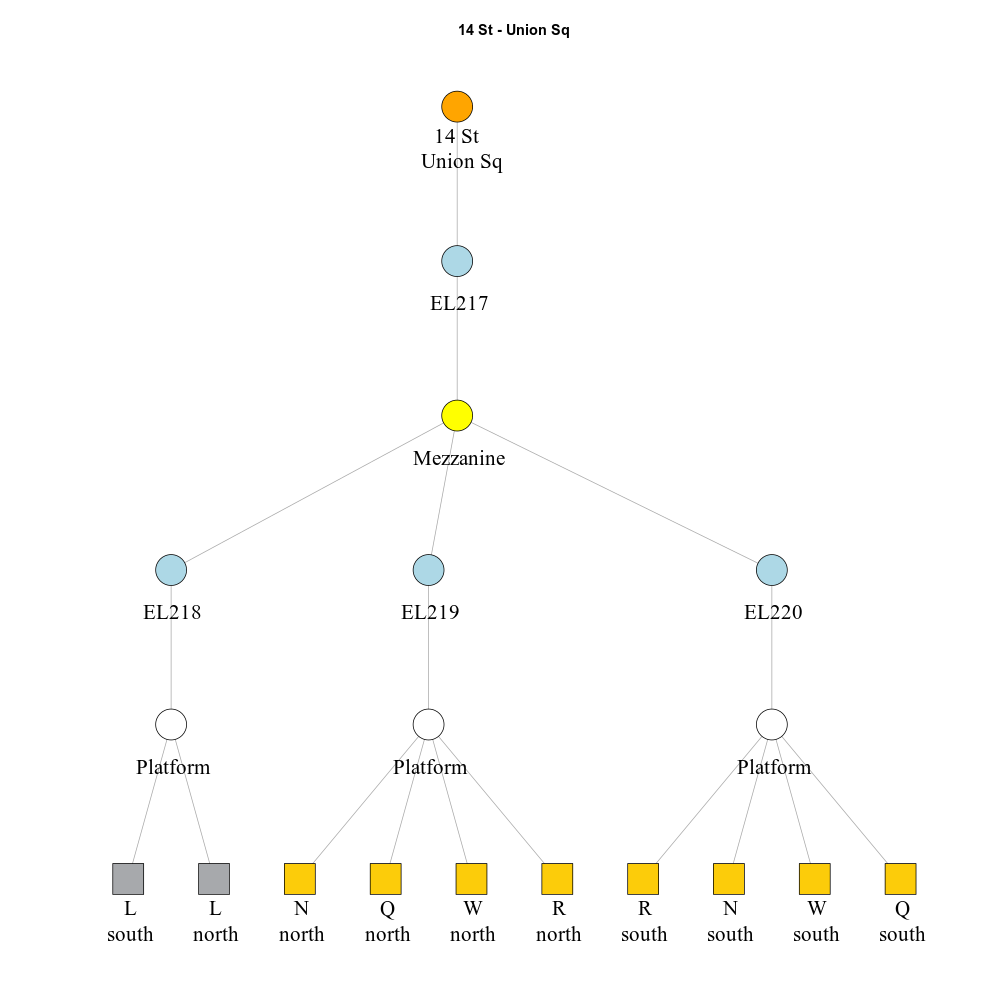 14 St - Union Sq
14 St
Union Sq
EL217
Mezzanine
EL218
EL219
EL220
Platform
Platform
Platform
L
south
L
north
N
north
Q
north
W
north
R
north
R
south
N
south
W
south
Q
south